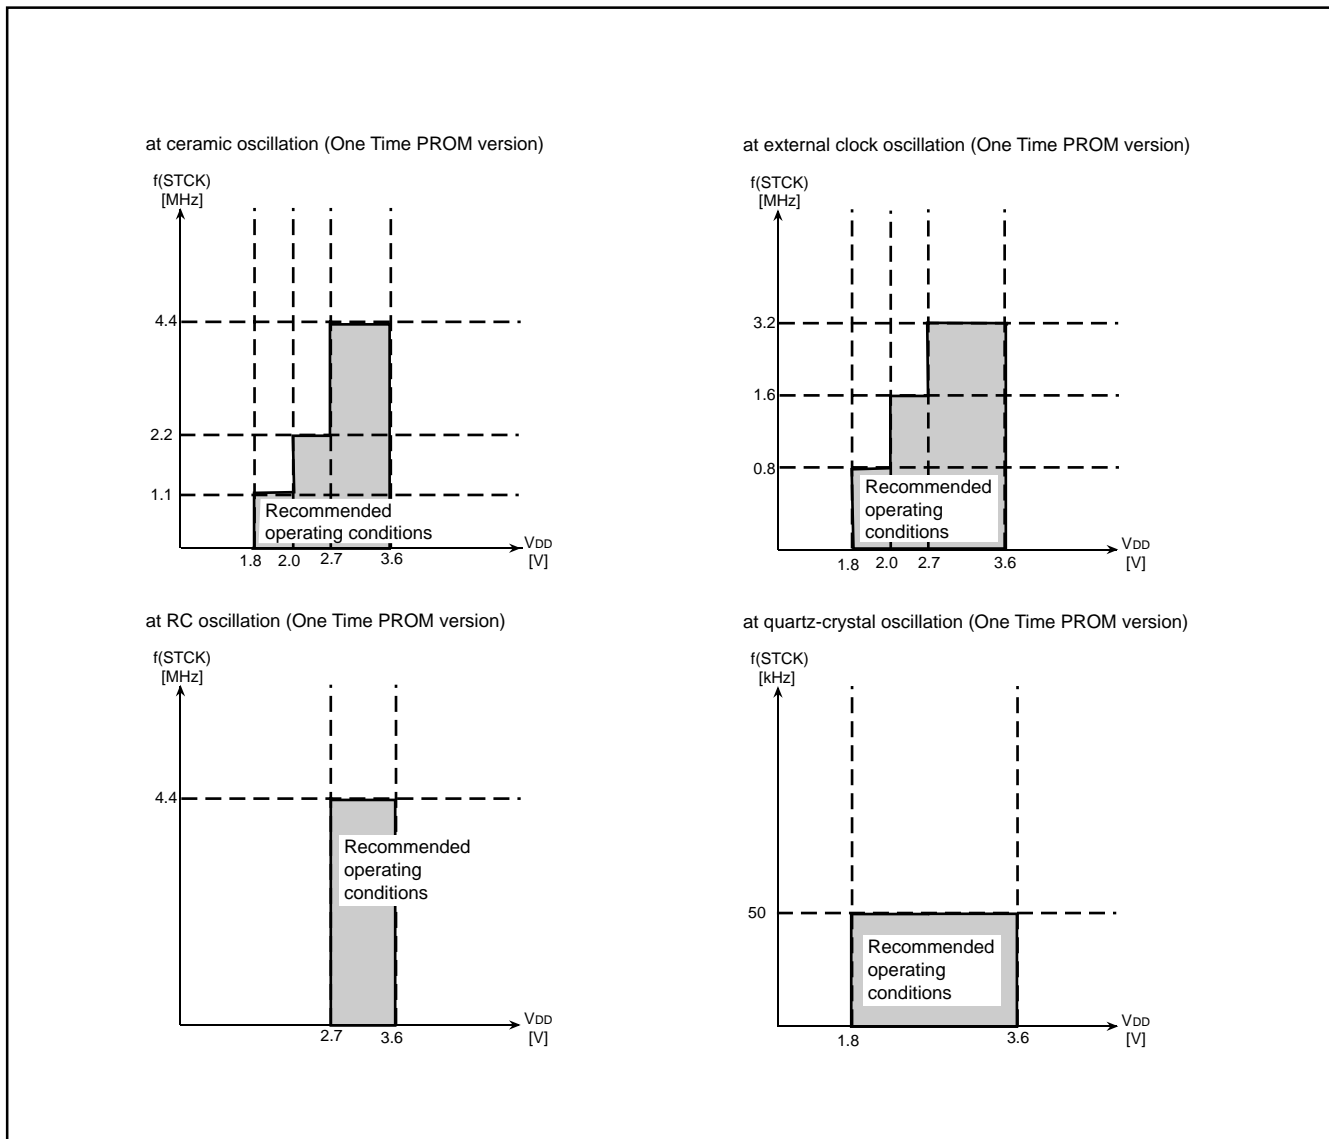 at ceramic oscillation (One Time PROM version)
f(STCK)
[MHz]
4.4
2.2
1.1
Recommended
operating conditions
1.8
2.0
2.7
3.6
VDD
[V]
at external clock oscillation (One Time PROM version)
f(STCK)
[MHz]
3.2
1.6
0.8
Recommended
operating
conditions
1.8
2.0
2.7
3.6
VDD
[V]
at RC oscillation (One Time PROM version)
f(STCK)
[MHz]
4.4
Recommended
operating
conditions
2.7
3.6
VDD
[V]
at quartz-crystal oscillation (One Time PROM version)
f(STCK)
[kHz]
50
Recommended
operating
conditions
1.8
3.6
VDD
[V]